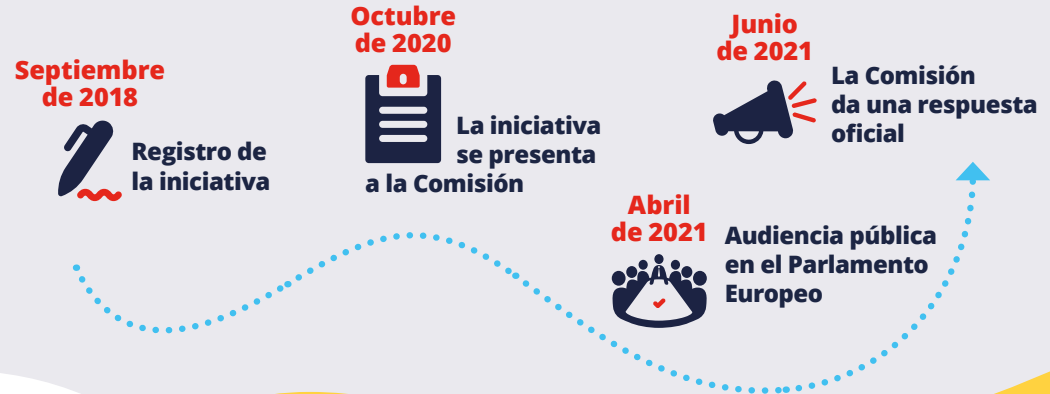 Septiembre
de 2018
Registro de
la iniciativa
Octubre
de 2020
La iniciativa
se presenta
a la Comisión
Abril
de 2021
Audiencia pública
en el Parlamento
Europeo
Junio
de 2021
La Comisión
da una respuesta
oficial